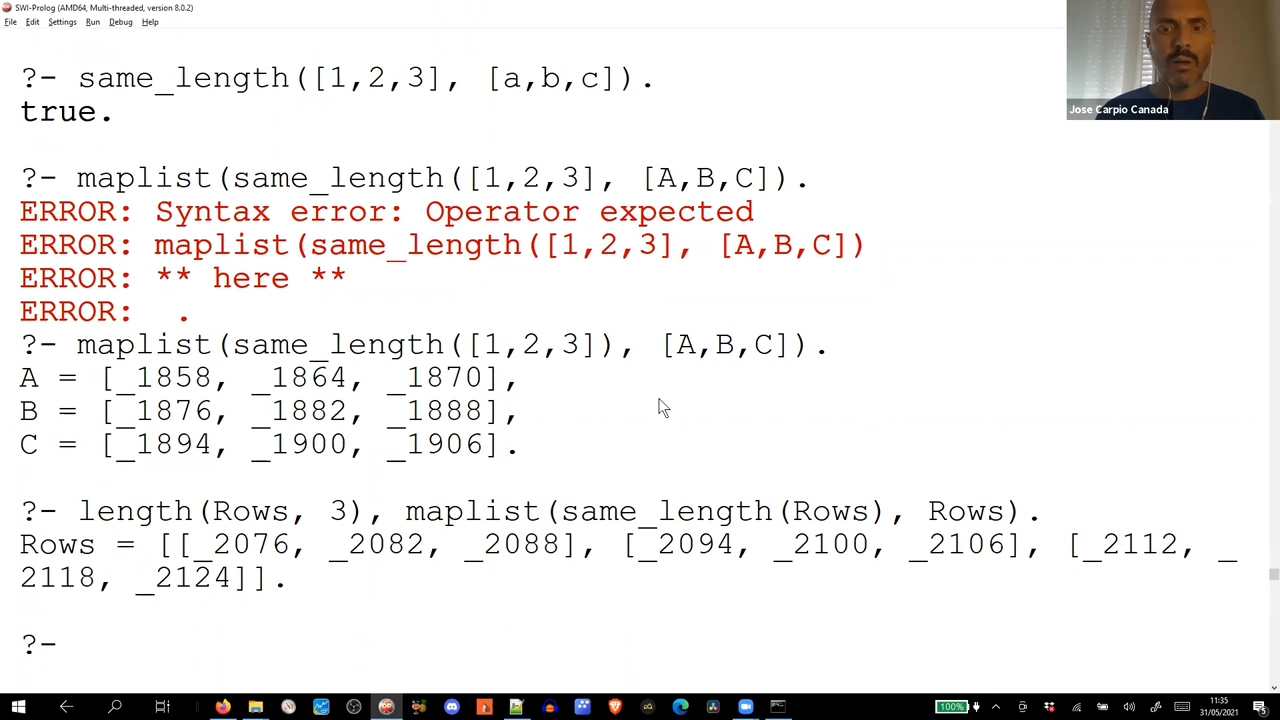 SWI-Prolog (AMD64, Multi-threaded, version 8.0.2)
File Edit Settings Run Debug Help
?- same_length([1,2,3], [a,b,c]).
true.
?- maplist(same_length([1,2,3], [A,B,C]).
ERROR: Syntax error: Operator expected
ERROR: maplist(same_length([1,2,3], [A,B,C])
ERROR: ** here **
ERROR:  .
?- maplist(same_length([1,2,3]), [A,B,C]).
A = [_1858, _1864, _1870],
B = [_1876, _1882, _1888],
C = [_1894, _1900, _1906].
?- length(Rows, 3), maplist(same_length(Rows), Rows).
Rows = [[_2076, _2082, _2088], [_2094, _2100, _2106], [_2112, _
2118, _2124]].
?-
Jose Carpio Canada
100%
11:35
31/05/2021
5